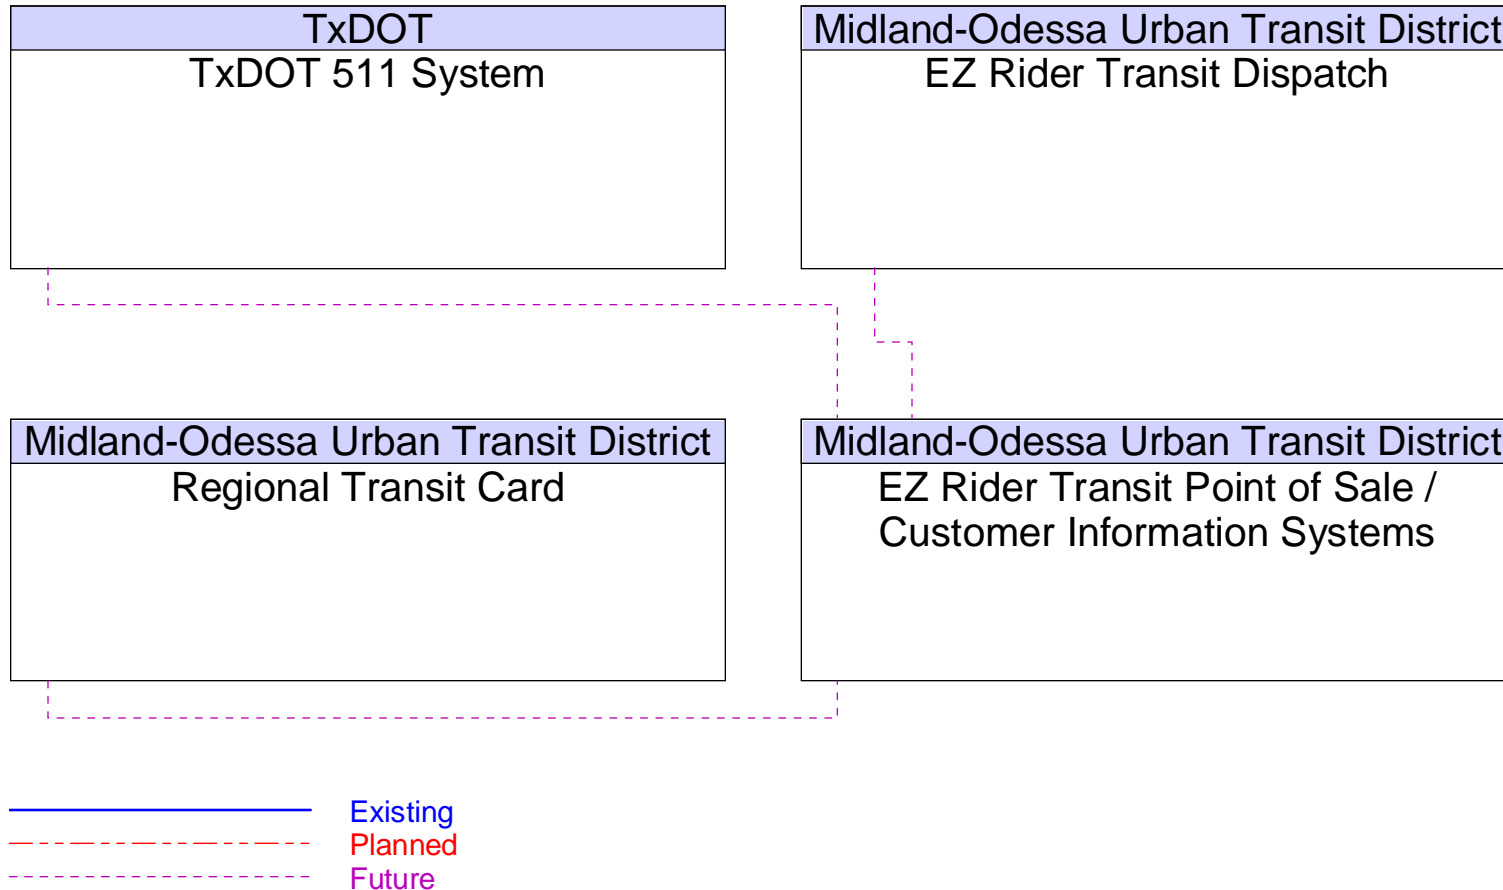 TxDOT
TxDOT 511 System
Midland-Odessa Urban Transit District
EZ Rider Transit Dispatch
Midland-Odessa Urban Transit District
Regional Transit Card
Midland-Odessa Urban Transit District
EZ Rider Transit Point of Sale /
Customer Information Systems
Existing
Planned
Future